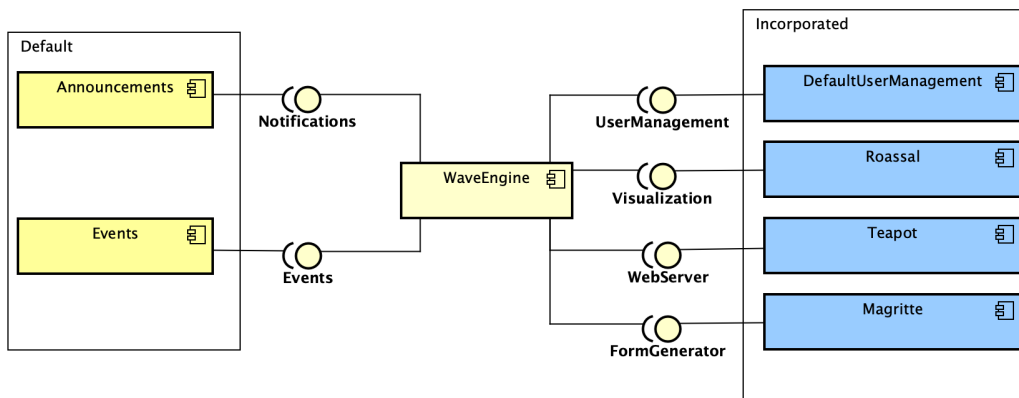 Default
Announcements
Notifications
Events
Events
WaveEngine
Incorporated
DefaultUserManagement
UserManagement
Roassal
Visualization
Teapot
WebServer
Magritte
FormGenerator